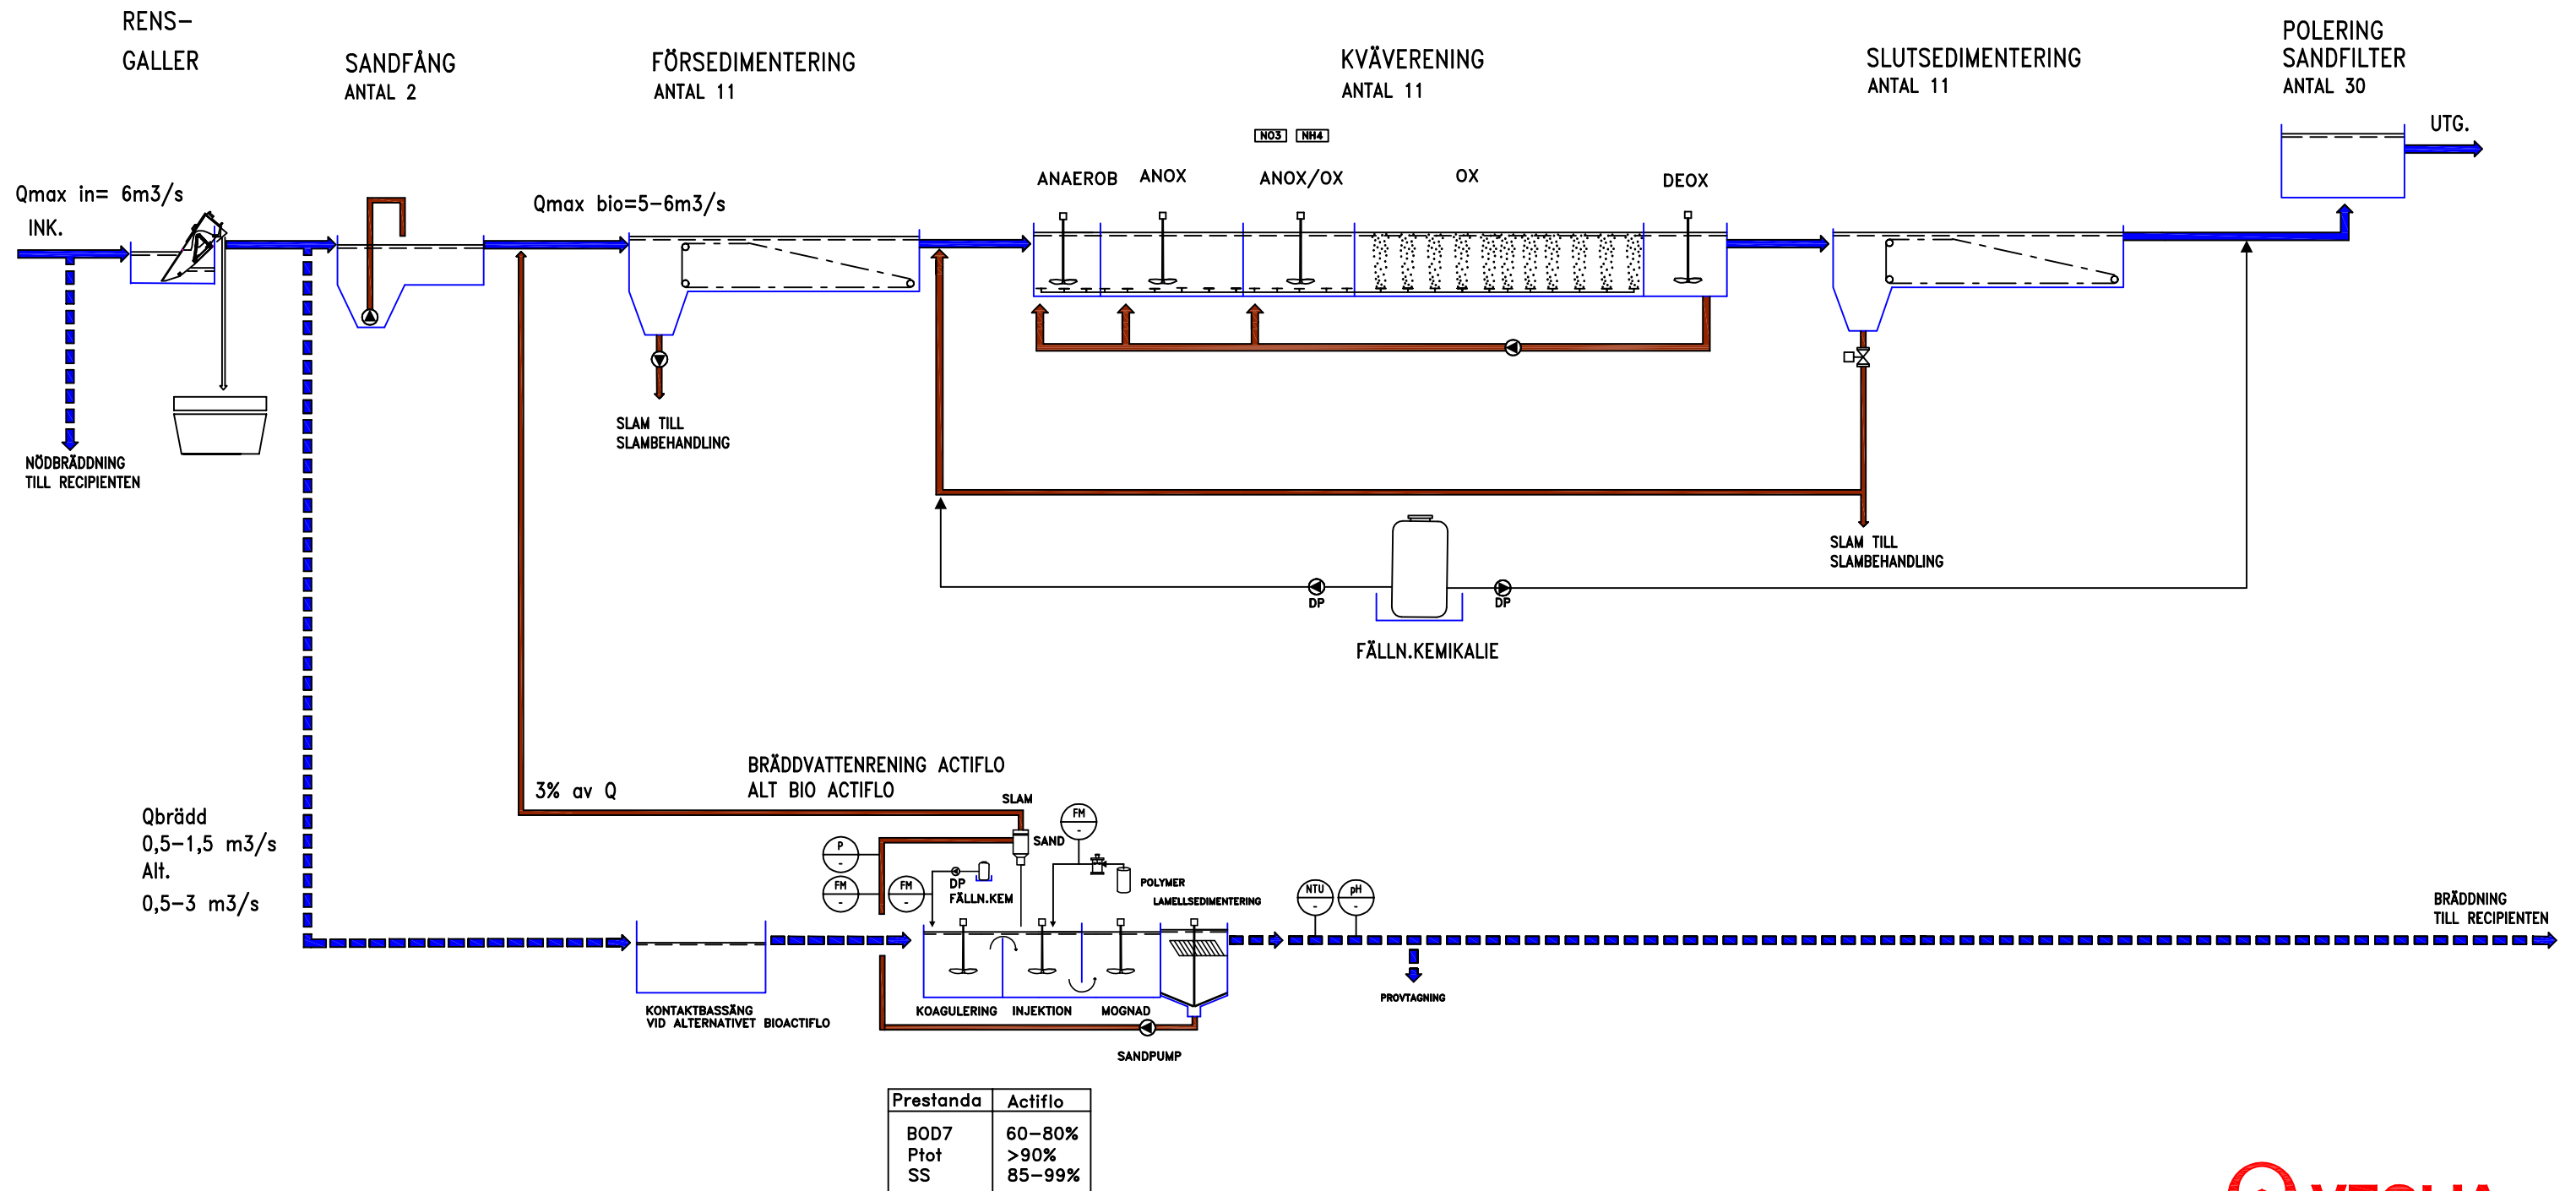 RENS-
GALLER
SANDFÅNG
ANTAL 2
FÖRSEDIMENTERING
ANTAL 11
KVÄVERENING
ANTAL 11
SLUTSEDIMENTERING
ANTAL 11
POLERING
SANDFILTER
ANTAL 30
UTG.
NO3 NH4
ANAEROB ANOX ANOX/OX OX DEOX
Qmax in= 6m3/s
INK.
Qmax bio=5-6m3/s
NÖDBRÄDDNING
TILL RECIPIENTEN
SLAM TILL
SLAMBEHANDLING
SLAM TILL
SLAMBEHANDLING
DP
DP
FÄLLN.KEMIKALIE
BRÄDDVATTENRENING ACTIFLO
ALT BIO ACTIFLO
3% av Q
SLAM
Qbrädd
0,5-1,5 m3/s
Alt.
0,5-3 m3/s
FM
-
SAND
P
-
FM
-
FM
-
DP
FÄLLN.KEM
POLYMER
LAMELLSEDIMENTERING
NTU
-
pH
-
BRÄDDNING
TILL RECIPIENTEN
PROVTAGNING
KONTAKTBASSÄNG
VID ALTERNATIVET BIOACTIFLO
KOAGULERING INJEKTION MOGNAD
SANDPUMP
Prestanda Actiflo
BOD7 60-80%
Ptot >90%
SS 85-99%
VEOLIA